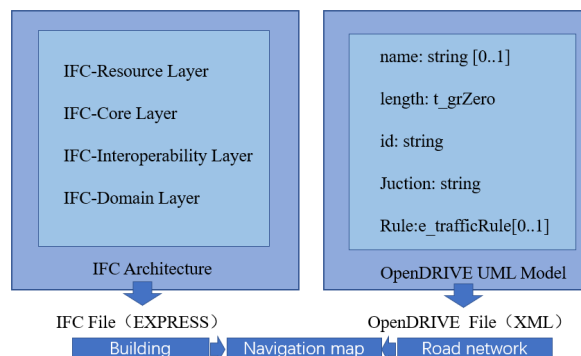 IFC-Resource Layer
IFC-Core Layer
IFC-Interoperability Layer
IFC-Domain Layer
IFC Architecture
name: string [0..1]
length: t_grZero
id: string
Juction: string
Rule:e_trafficRule[0..1]
OpenDRIVE UML Model
IFC File（EXPRESS）
OpenDRIVE File（XML）
Building
Navigation map
Road network